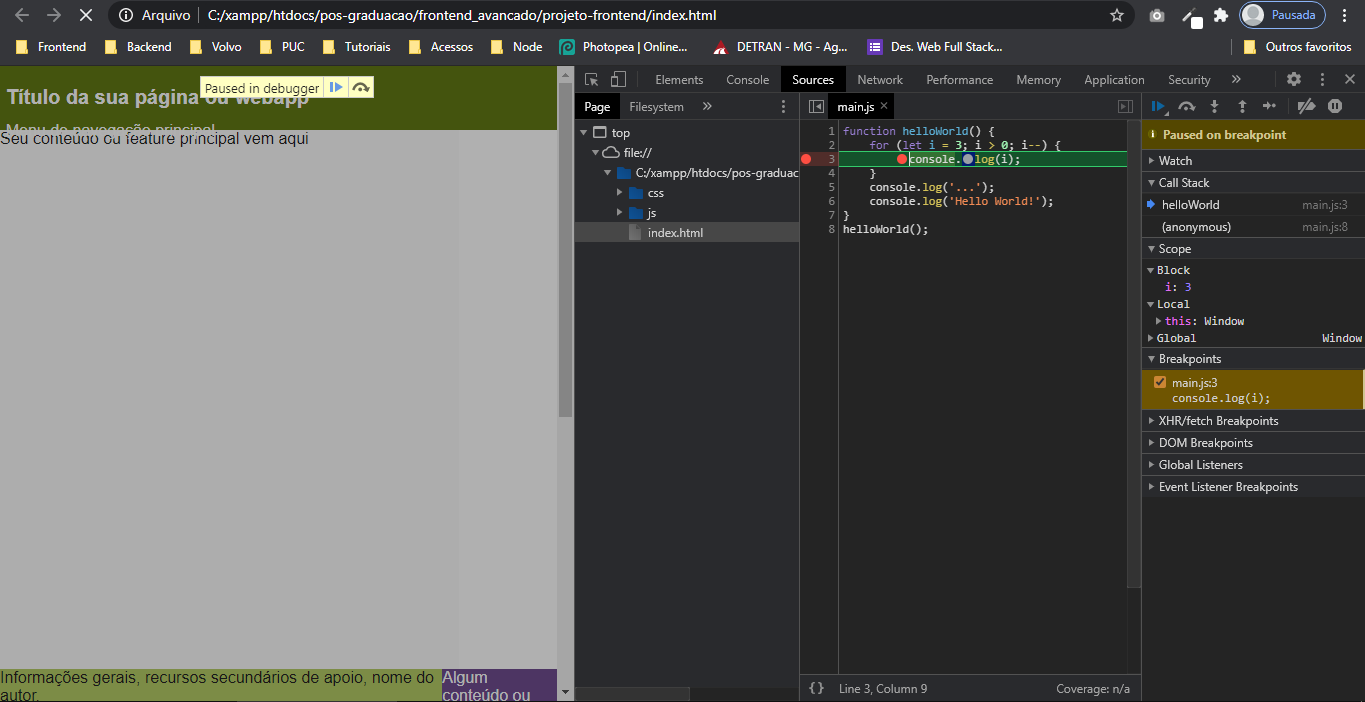 Arquivo C:/xampp/htdocs/pos-graduacao/frontend_avancado/projeto-frontend/index.html Pausada
Frontend Backend Volvo PUC Tutoriais Acessos Node Photopea | Online... DETRAN - MG - Ag... Des. Web Full Stack... Outros favoritos
Paused in debugger
Título da sua página ou webapp
Menu de navegação principal
Seu conteúdo ou feature principal vem aqui
Informações gerais, recursos secundários de apoio, nome do
autor.
Algum
conteúdo ou
Elements Console Sources Network Performance Memory Application Security
Page Filesystem
top
file://
C:/xampp/htdocs/pos-graduac
css
js
index.html
main.js
1 function helloWorld() {
2 for (let i = 3; i > 0; i--) {
3 console.log(i);
4 }
5 console.log('...');
6 console.log('Hello World!');
7 }
8 helloWorld();
{ } Line 3, Column 9 Coverage: n/a
Paused on breakpoint
Watch
Call Stack
helloWorld main.js:3
(anonymous) main.js:8
Scope
Block
i: 3
Local
this: Window
Global Window
Breakpoints
main.js:3
console.log(i);
XHR/fetch Breakpoints
DOM Breakpoints
Global Listeners
Event Listener Breakpoints